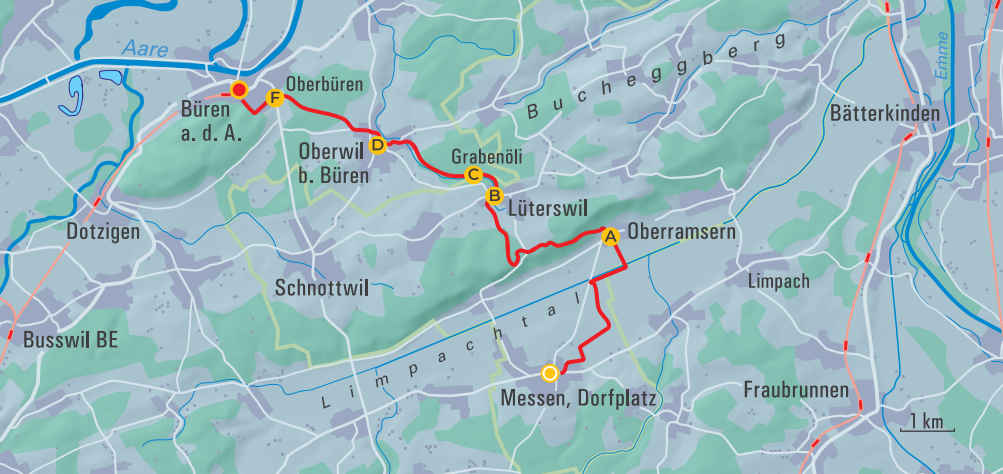 Aare
Emme
Bucheggberg
Oberbüren
F
Büren
a. d. A.
Bätterkinden
D
Oberwil
b. Büren
Grabenöli
C
B
Lüterswil
Dotzigen
A
Oberramsern
Schnottwil
Limpach
Limpachtal
Busswil BE
Messen, Dorfplatz
Fraubrunnen
1 km